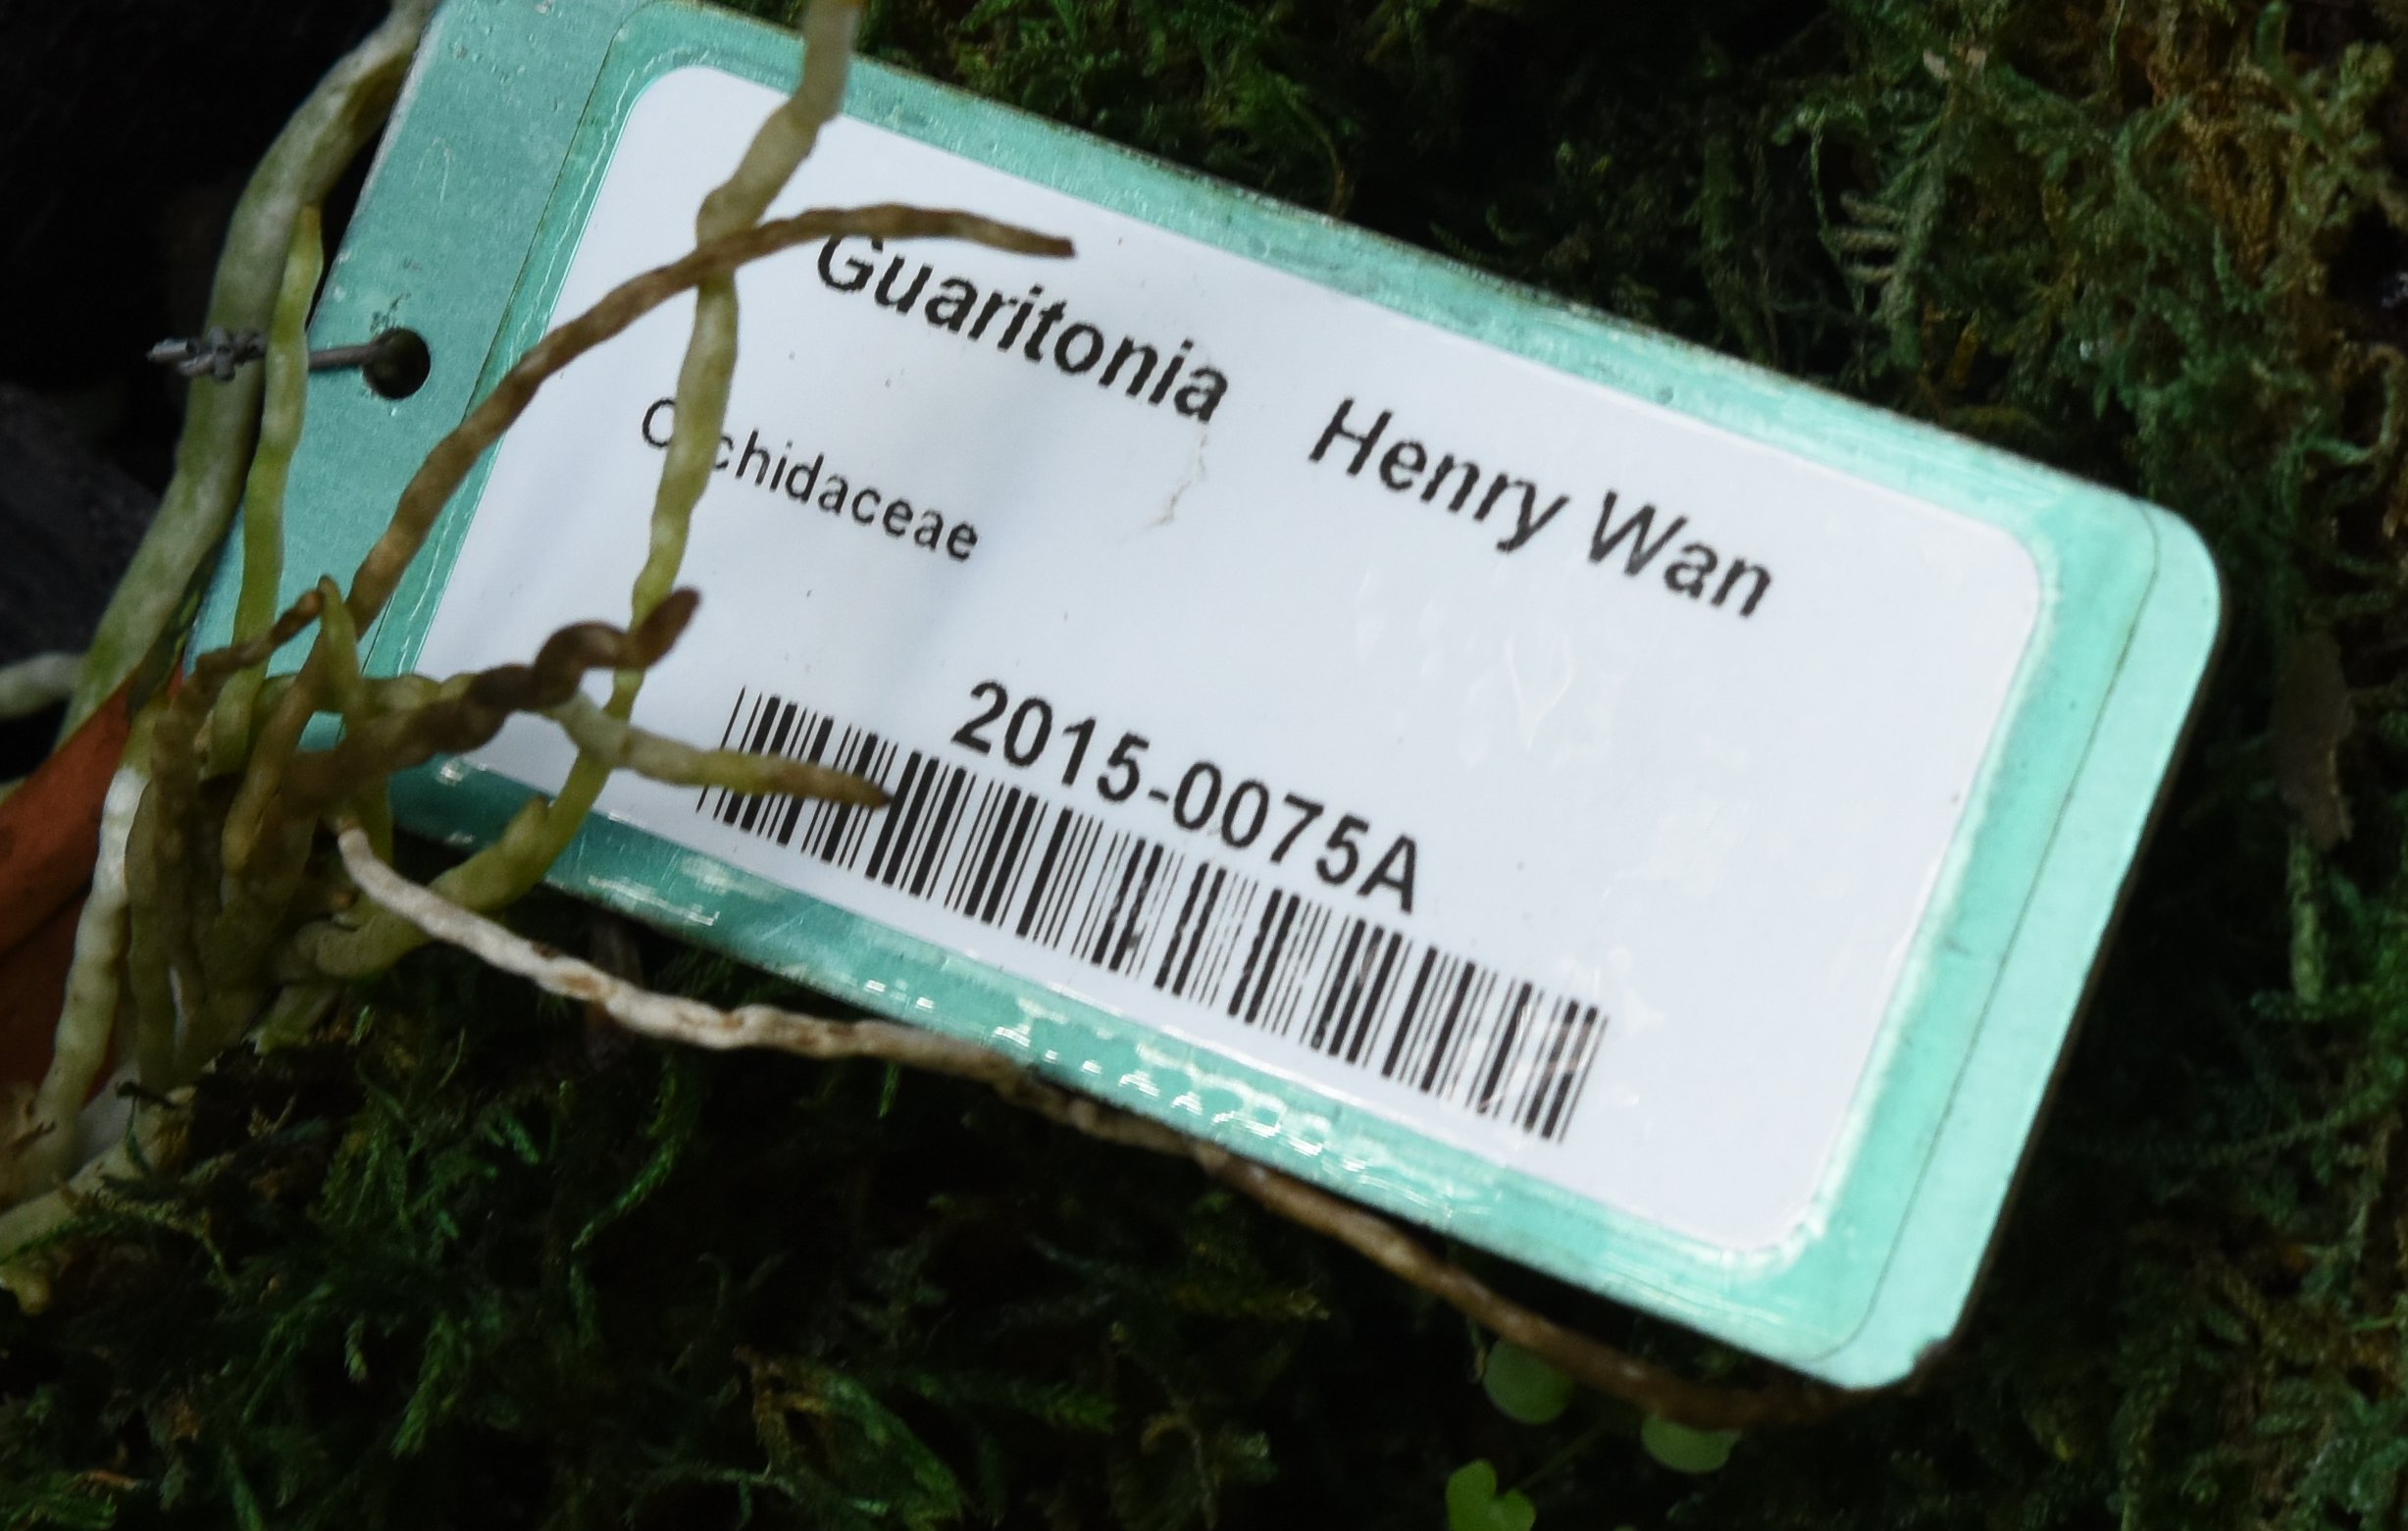 Guaritonia Henry Wan
Orchidaceae
2015-0075A